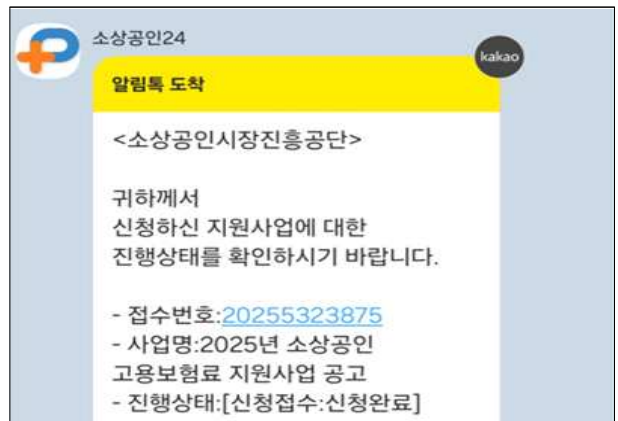 소상공인24
kakao
알림톡 도착
<소상공인시장진흥공단>
귀하께서
신청하신 지원사업에 대한
진행상태를 확인하시기 바랍니다.
- 접수번호:20255323875
- 사업명:2025년 소상공인
고용보험료 지원사업 공고
- 진행상태:[신청접수:신청완료]